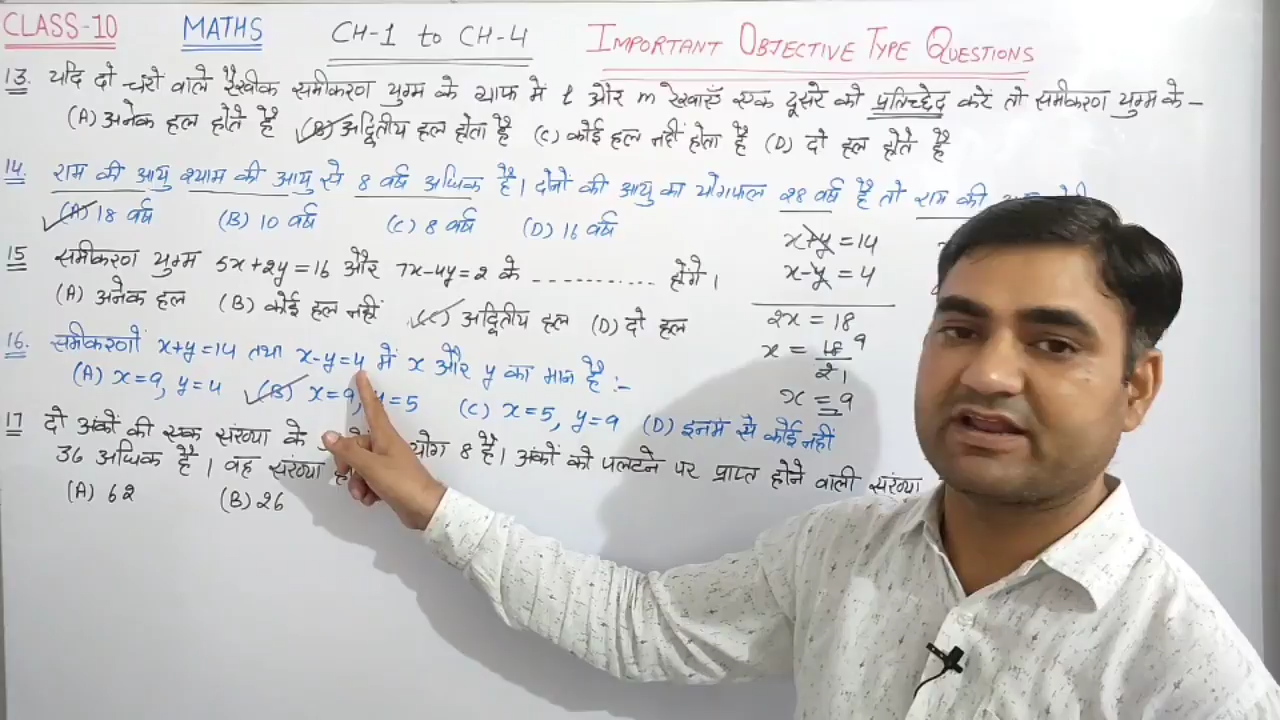 CLASS-10 MATHS CH-1 to CH-4 IMPORTANT OBJECTIVE TYPE QUESTIONS
13. यदि दो चरों वाले रैखीक समीकरण युग्म के ग्राफ में l और m रेखाएँ एक दूसरे को प्रतिच्छेद करें तो समीकरण युग्म के –
(A) अनेक हल होते है (B) अद्वितीय हल होता है (C) कोई हल नहीं होता है (D) दो हल होते है
14. राम की आयु श्याम की आयु से 8 वर्ष अधिक है। दोनों की आयु का योगफल 28 वर्ष है तो राम की
(A) 18 वर्ष (B) 10 वर्ष (C) 8 वर्ष (D) 16 वर्ष
15 समीकरण युग्म 5x+2y=16 और 7x-4y=2 के ------------ होंगे।
(A) अनेक हल (B) कोई हल नहीं (C) अद्वितीय हल (D) दो हल
16. समीकरणों x+y=14 तथा x-y=4 में x और y का मान है :-
(A) x=9, y=4 (B) x=9, y=5 (C) x=5, y=9 (D) इनमें से कोई नहीं
17 दो अंकों की एक संख्या के योग 8 है। अंकों को पलटने पर प्राप्त होने वाली संख्या
36 अधिक है। वह संख्या
(A) 62 (B) 26
x+y=14
x-y=4
2x=18
x=18/2 9 1
x=9